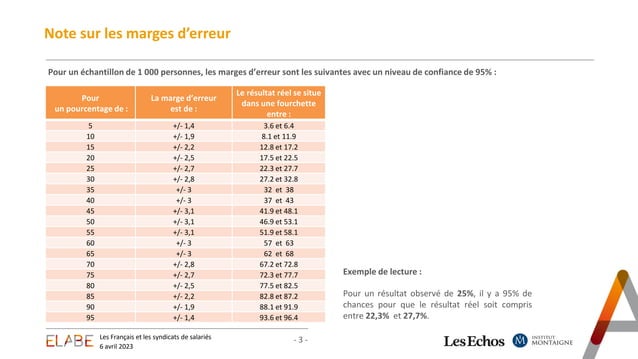 Note sur les marges d’erreur
Pour un échantillon de 1 000 personnes, les marges d’erreur sont les suivantes avec un niveau de confiance de 95% :
Pour un pourcentage de : La marge d’erreur est de : Le résultat réel se situe dans une fourchette entre :
5 +/- 1,4 3.6 et 6.4
10 +/- 1,9 8.1 et 11.9
15 +/- 2,2 12.8 et 17.2
20 +/- 2,5 17.5 et 22.5
25 +/- 2,7 22.3 et 27.7
30 +/- 2,8 27.2 et 32.8
35 +/- 3 32 et 38
40 +/- 3 37 et 43
45 +/- 3,1 41.9 et 48.1
50 +/- 3,1 46.9 et 53.1
55 +/- 3,1 51.9 et 58.1
60 +/- 3 57 et 63
65 +/- 3 62 et 68
70 +/- 2,8 67.2 et 72.8
75 +/- 2,7 72.3 et 77.7
80 +/- 2,5 77.5 et 82.5
85 +/- 2,2 82.8 et 87.2
90 +/- 1,9 88.1 et 91.9
95 +/- 1,4 93.6 et 96.4
Exemple de lecture :
Pour un résultat observé de 25%, il y a 95% de
chances pour que le résultat réel soit compris
entre 22,3% et 27,7%.
ELABE
Les Français et les syndicats de salariés
6 avril 2023
- 3 -
Les Echos
INSTITUT
MONTAIGNE